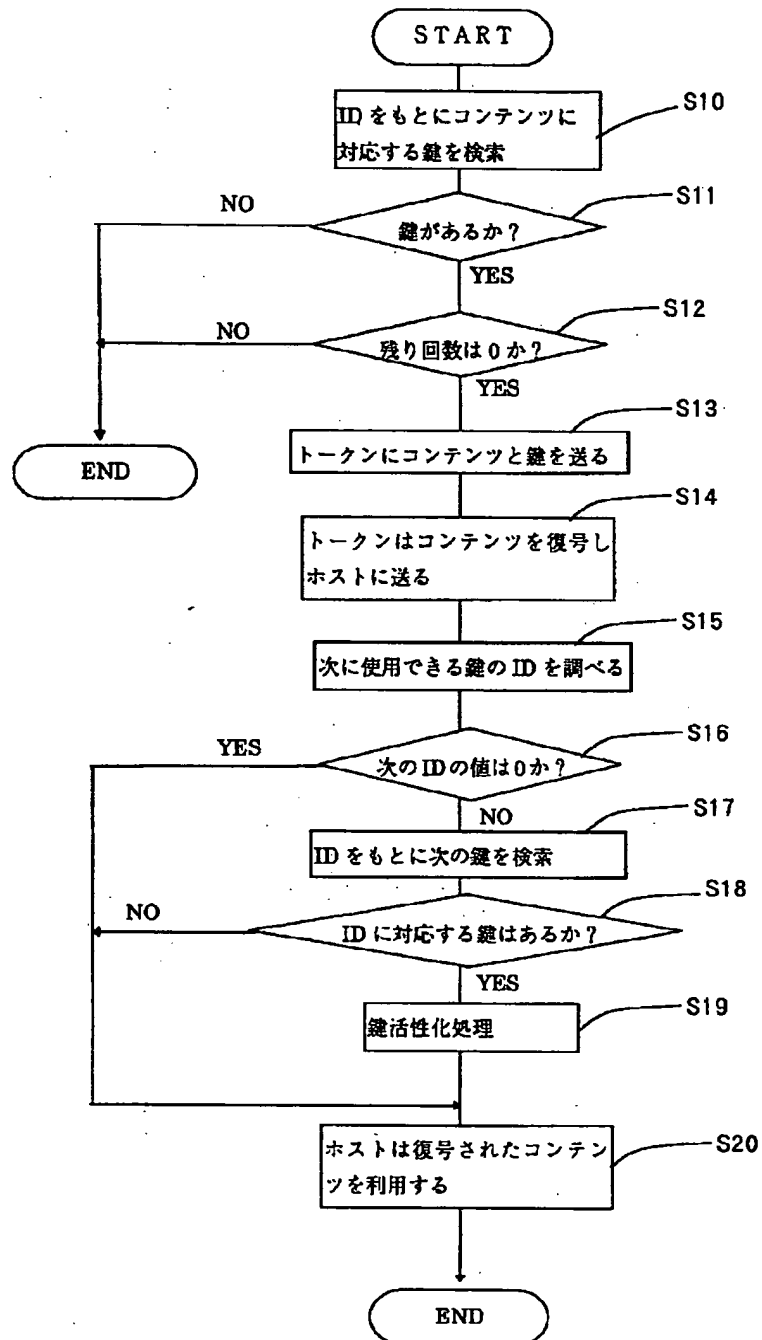 START
IDをもとにコンテンツに
対応する鍵を検索
S10
鍵があるか?
S11
NO
YES
残り回数は0か?
S12
NO
YES
トークンにコンテンツと鍵を送る
S13
END
トークンはコンテンツを復号し
ホストに送る
S14
次に使用できる鍵のIDを調べる
S15
次のIDの値は0か?
S16
YES
NO
IDをもとに次の鍵を検索
S17
IDに対応する鍵はあるか?
S18
NO
YES
鍵活性化処理
S19
ホストは復号されたコンテン
ツを利用する
S20
END